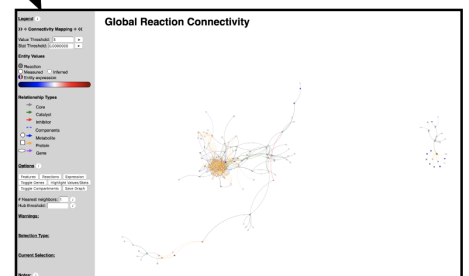 Legend
Global Reaction Connectivity
>> Connectivity Mapping <<
Value Threshold:
Stat Threshold:
Entity Values
Reaction
Measured Inferred
Entity expression
Relationship Types
Core
Catalyst
Inhibitor
Components
Metabolite
Protein
Gene
Options
Features Reactions Expression
Toggle Genes Highlight Values/Stats
Toggle Compartments Save Graph
# Nearest neighbors:
Hub threshold:
Warnings:
Selection Type:
Current Selection:
Notes: